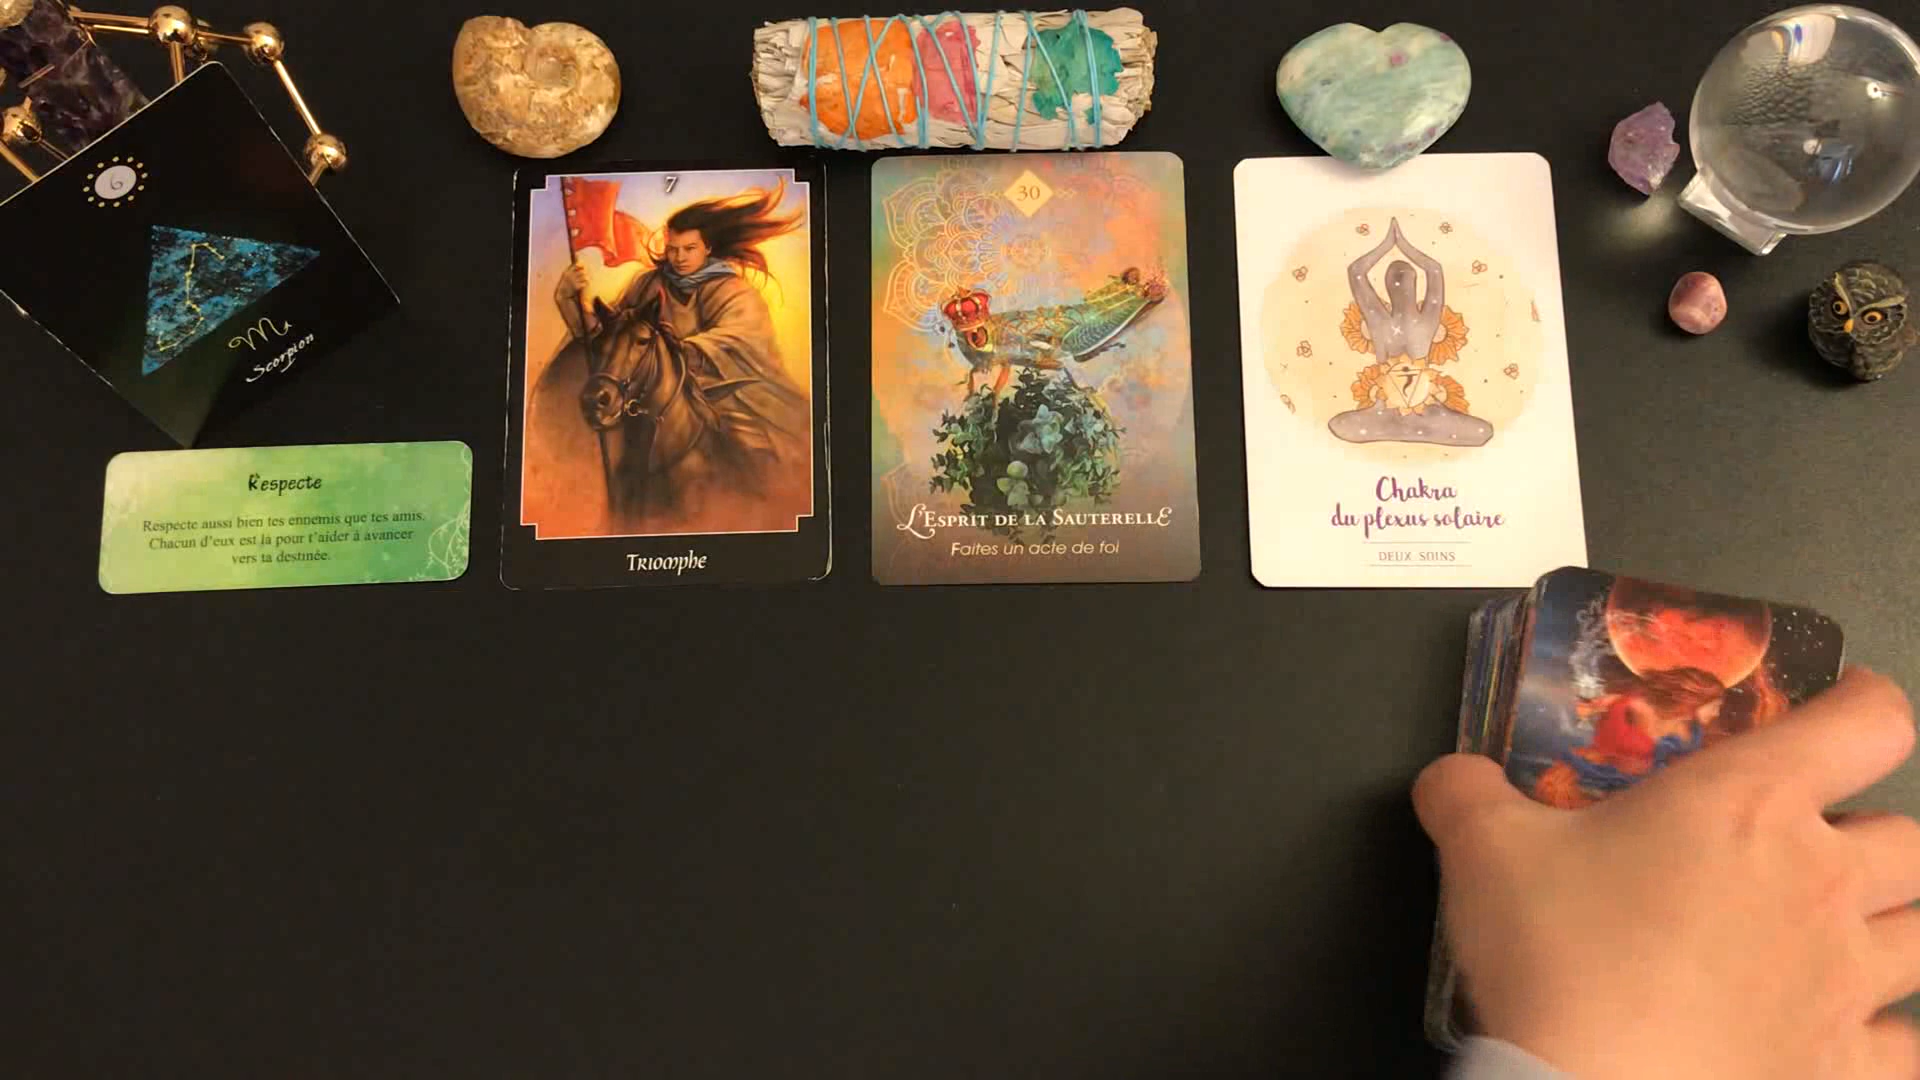 6
Scorpion
Respecte
Respecte aussi bien tes ennemis que tes amis.
Chacun d'eux est là pour t'aider à avancer
vers ta destinée.
7
Triomphe
30
L'Esprit de la SauterellE
Faites un acte de foi
Chakra
du plexus solaire
DEUX SOINS